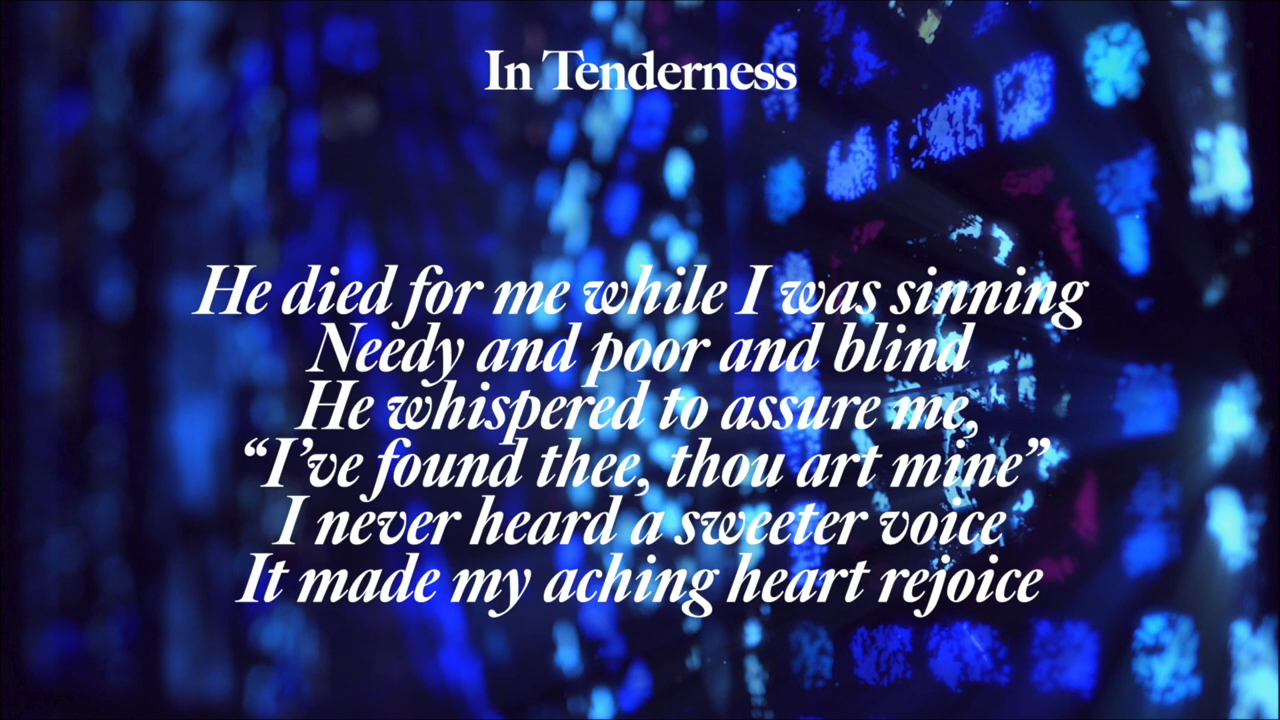 In Tenderness
He died for me while I was sinning
Needy and poor and blind
He whispered to assure me,
“I’ve found thee, thou art mine”
I never heard a sweeter voice
It made my aching heart rejoice